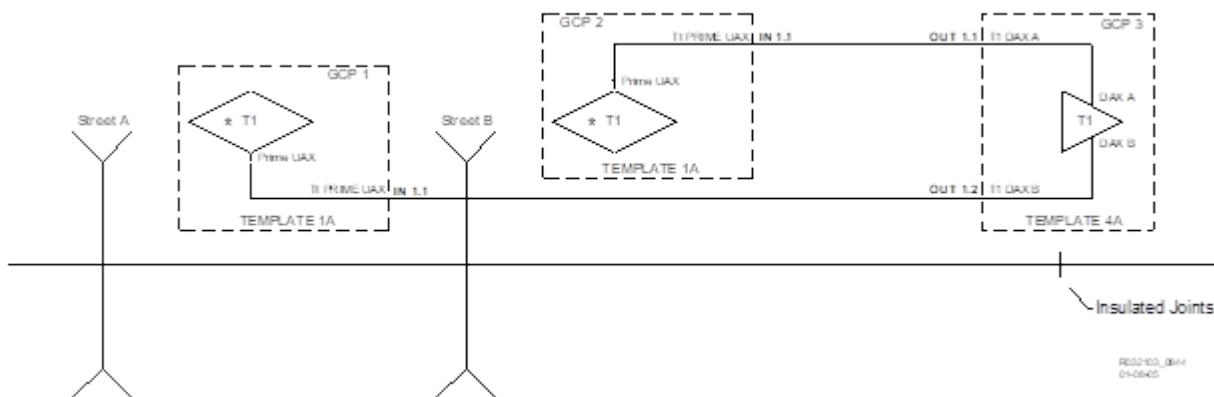 GCP 2
GCP 3
T1 PRIME UAX IN 1.1
OUT 1.1 T1 DAX A
GCP 1
Prime UAX
DAX A
Street A
* T1
Street B
* T1
T1
DAX B
Prime UAX
TEMPLATE 1A
T1 PRIME UAX IN 1.1
OUT 1.2 T1 DAX B
TEMPLATE 1A
TEMPLATE 4A
Insulated Joints